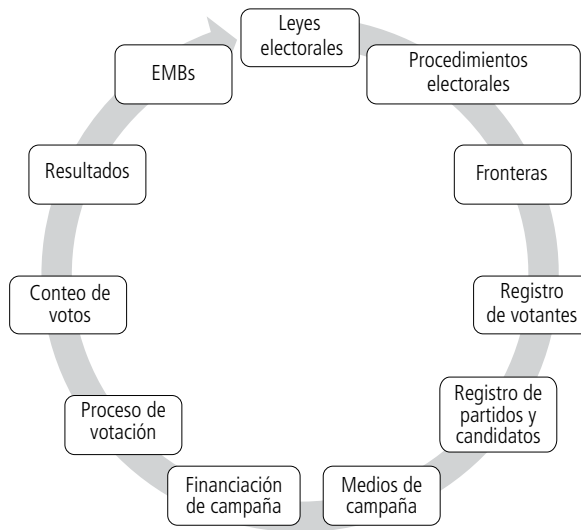 Leyes
electorales
Procedimientos
electorales
Fronteras
Registro
de votantes
Registro de
partidos y
candidatos
Medios de
campaña
Financiación
de campaña
Proceso de
votación
Conteo de
votos
Resultados
EMBs